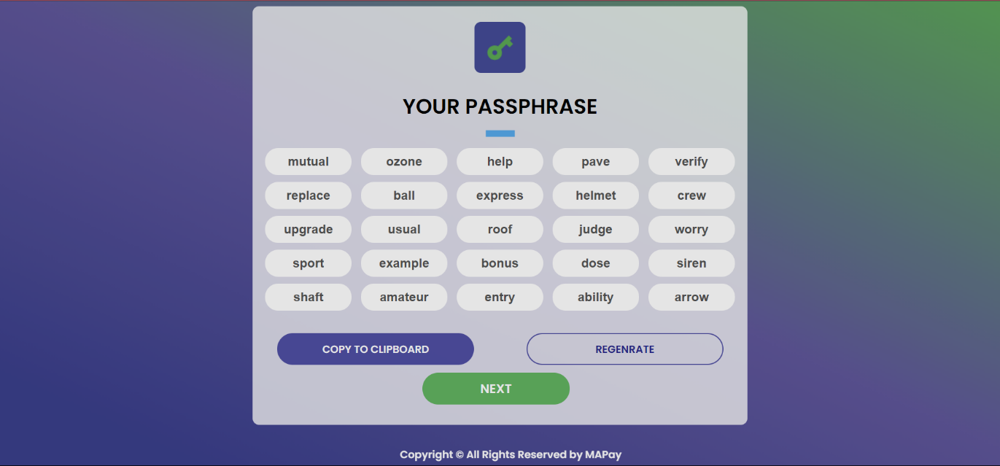 YOUR PASSPHRASE
mutual ozone help pave verify
replace ball express helmet crew
upgrade usual roof judge worry
sport example bonus dose siren
shaft amateur entry ability arrow
COPY TO CLIPBOARD REGENRATE
NEXT
Copyright © All Rights Reserved by MAPay